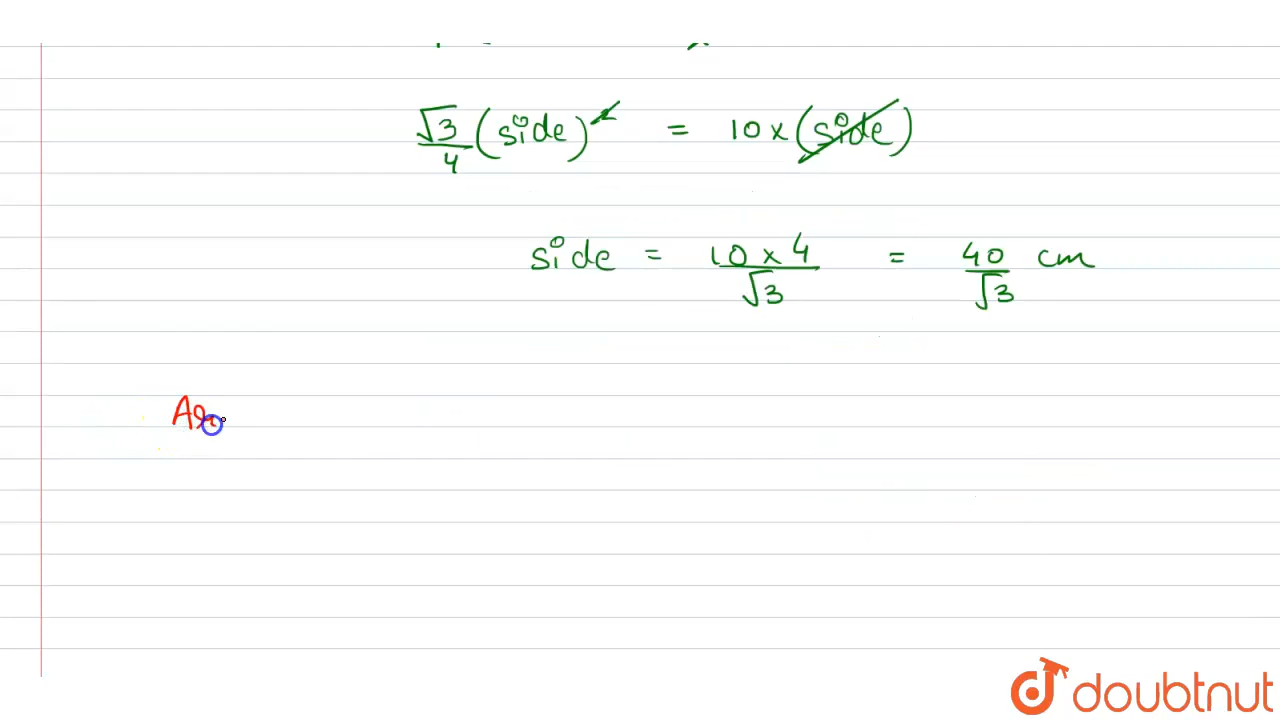 √3/4 (side)² = 10 x (side)
side = 10 x 4/√3 = 40/√3 cm
doubtnut